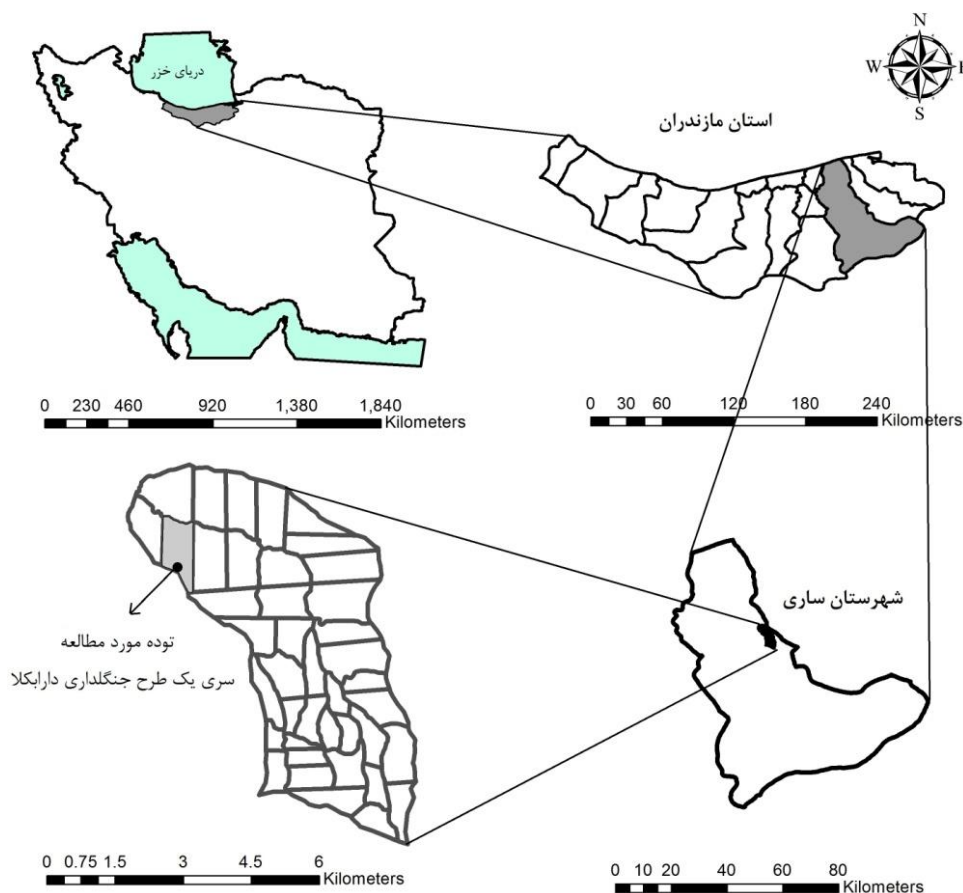 دریای خزر
N
W
E
S
استان مازندران
0 230 460 920 1,380 1,840
Kilometers
0 30 60 120 180 240
Kilometers
توده مورد مطالعه
سری یک طرح جنگلداری دارابکلا
شهرستان ساری
0 0.75 1.5 3 4.5 6
Kilometers
0 10 20 40 60 80
Kilometers